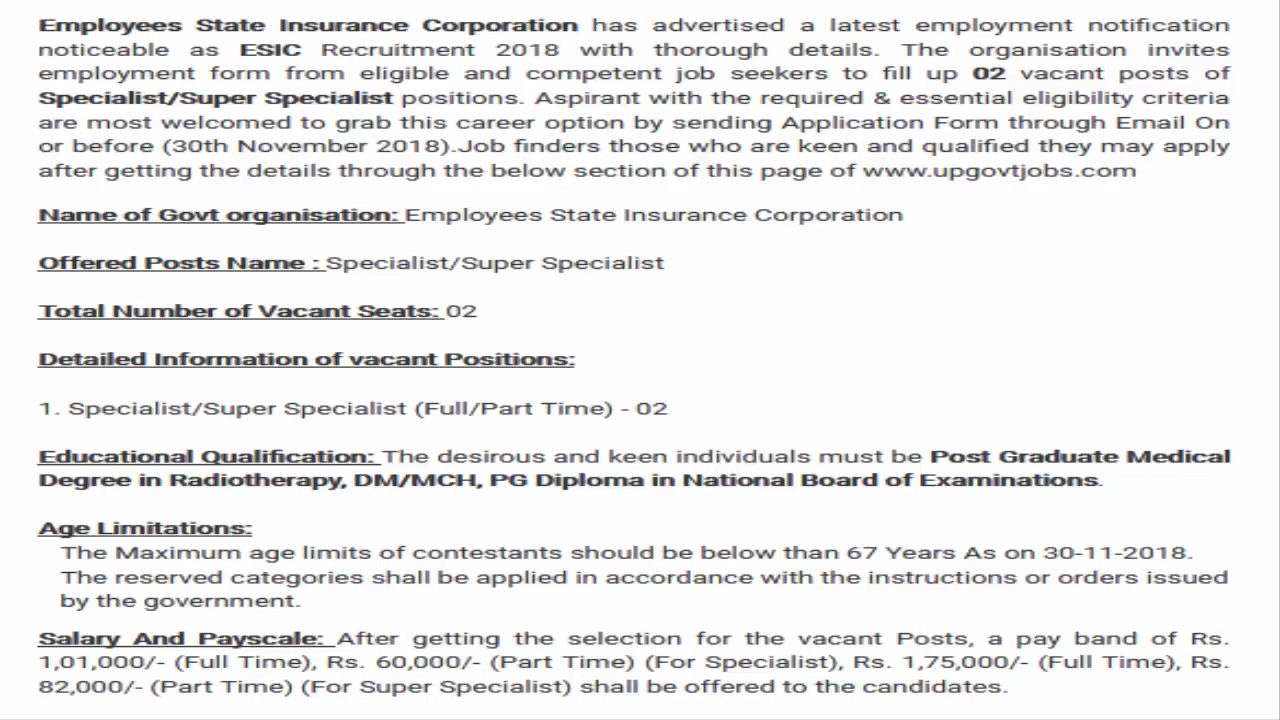 Employees State Insurance Corporation has advertised a latest employment notification
noticeable as ESIC Recruitment 2018 with thorough details. The organisation invites
employment form from eligible and competent job seekers to fill up 02 vacant posts of
Specialist/Super Specialist positions. Aspirant with the required & essential eligibility criteria
are most welcomed to grab this career option by sending Application Form through Email On
or before (30th November 2018).Job finders those who are keen and qualified they may apply
after getting the details through the below section of this page of www.upgovtjobs.com
Name of Govt organisation: Employees State Insurance Corporation
Offered Posts Name : Specialist/Super Specialist
Total Number of Vacant Seats: 02
Detailed Information of vacant Positions:
1. Specialist/Super Specialist (Full/Part Time) - 02
Educational Qualification: The desirous and keen individuals must be Post Graduate Medical
Degree in Radiotherapy, DM/MCH, PG Diploma in National Board of Examinations.
Age Limitations:
The Maximum age limits of contestants should be below than 67 Years As on 30-11-2018.
The reserved categories shall be applied in accordance with the instructions or orders issued
by the government.
Salary And Payscale: After getting the selection for the vacant Posts, a pay band of Rs.
1,01,000/- (Full Time), Rs. 60,000/- (Part Time) (For Specialist), Rs. 1,75,000/- (Full Time), Rs.
82,000/- (Part Time) (For Super Specialist) shall be offered to the candidates.